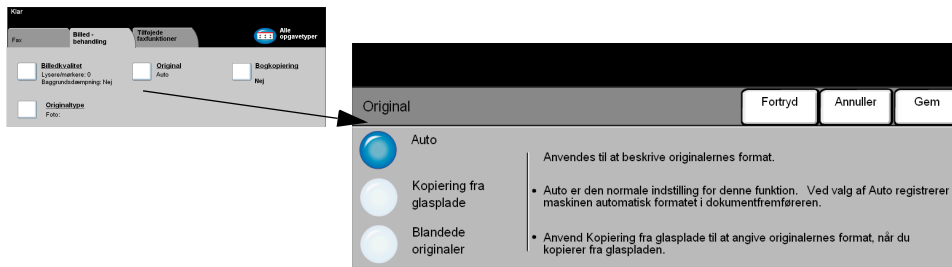 Klar
Fax
Billed -
behandling
Tilføjede
faxfunktioner
Alle
opgavetyper
Billedkvalitet
Lysere/mørkere: 0
Baggrundsdæmpning: Nej
Original
Auto
Bogkopiering
Nej
Originaltype
Foto:
Original
Fortryd
Annuller
Gem
Auto
Kopiering fra
glasplade
Blandede
originaler
Anvendes til at beskrive originalernes format.
• Auto er den normale indstilling for denne funktion. Ved valg af Auto registrerer
maskinen automatisk formatet i dokumentfremføreren.
• Anvend Kopiering fra glasplade til at angive originalernes format, når du
kopierer fra glaspladen.